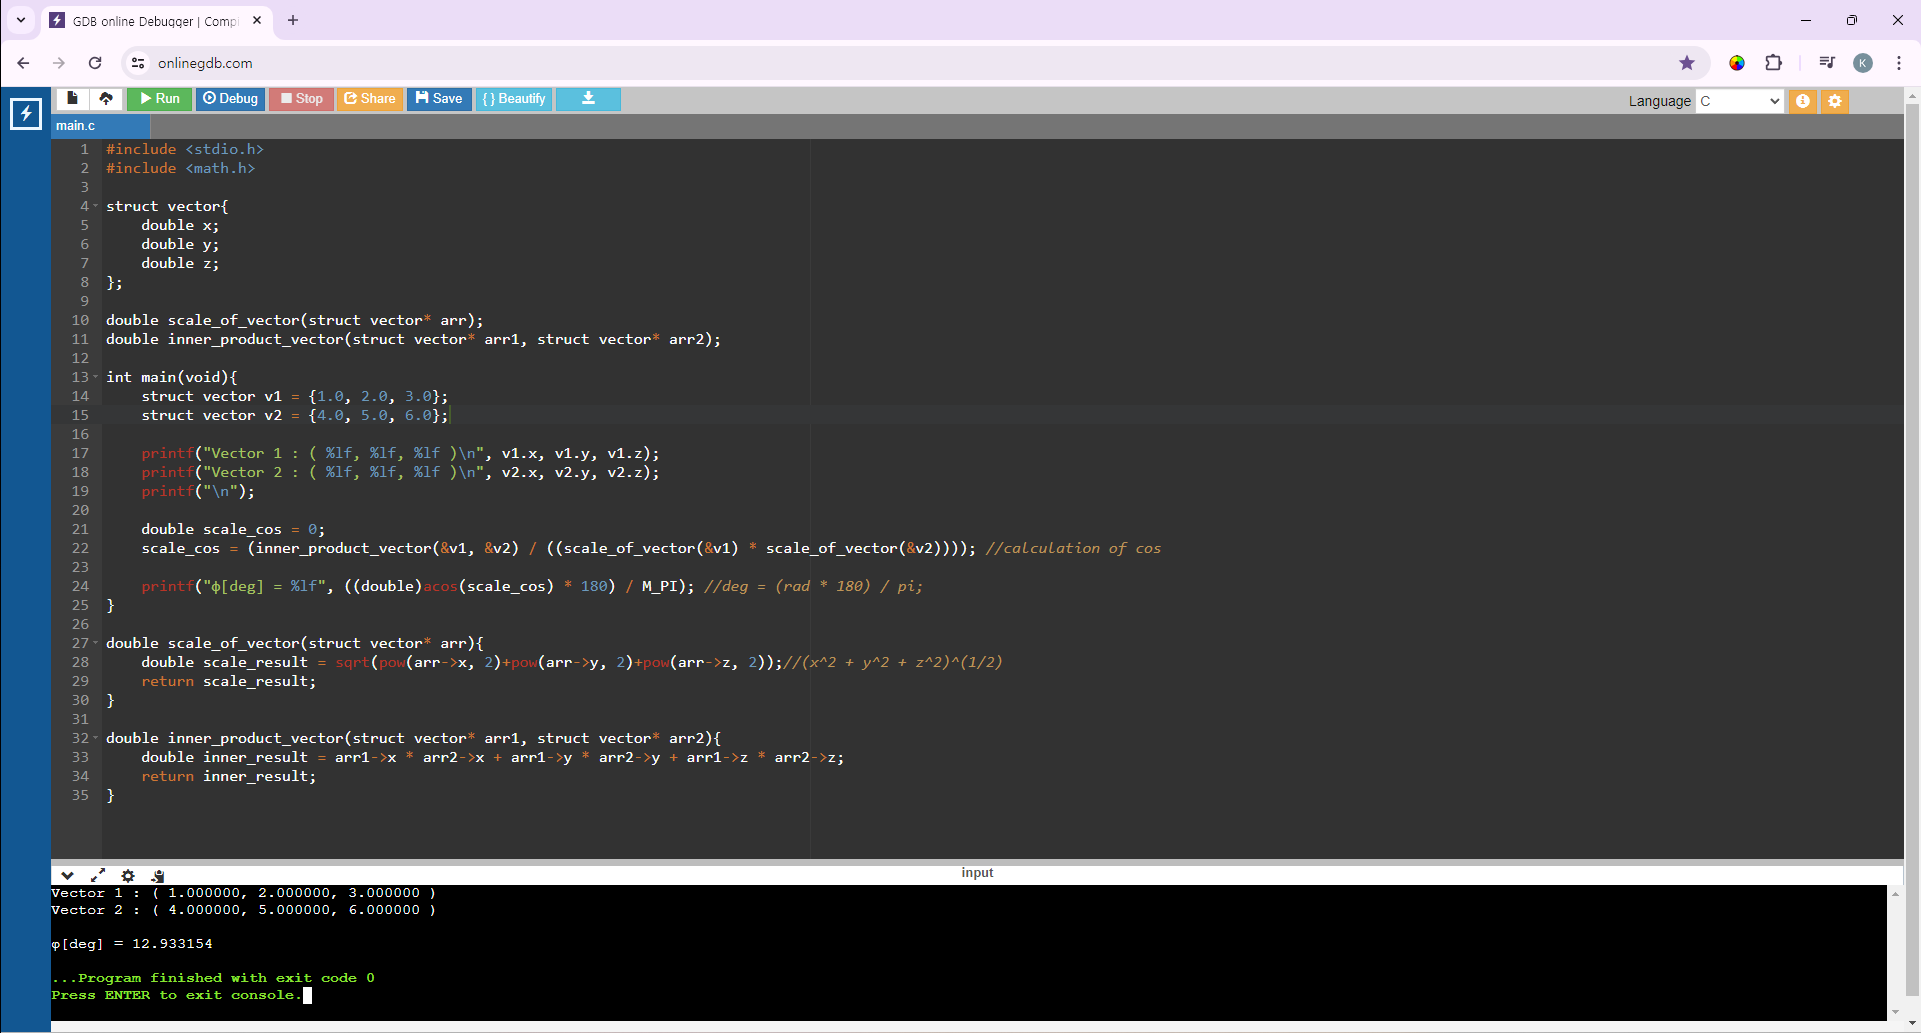 GDB online Debugger | Compi
onlinegdb.com
K
Run Debug Stop Share Save { } Beautify
Language C
main.c
1 #include <stdio.h>
2 #include <math.h>
3
4 struct vector{
5 double x;
6 double y;
7 double z;
8 };
9
10 double scale_of_vector(struct vector* arr);
11 double inner_product_vector(struct vector* arr1, struct vector* arr2);
12
13 int main(void){
14 struct vector v1 = {1.0, 2.0, 3.0};
15 struct vector v2 = {4.0, 5.0, 6.0};
16
17 printf("Vector 1 : ( %lf, %lf, %lf )\n", v1.x, v1.y, v1.z);
18 printf("Vector 2 : ( %lf, %lf, %lf )\n", v2.x, v2.y, v2.z);
19 printf("\n");
20
21 double scale_cos = 0;
22 scale_cos = (inner_product_vector(&v1, &v2) / ((scale_of_vector(&v1) * scale_of_vector(&v2)))); //calculation of cos
23
24 printf("φ[deg] = %lf", ((double)acos(scale_cos) * 180) / M_PI); //deg = (rad * 180) / pi;
25 }
26
27 double scale_of_vector(struct vector* arr){
28 double scale_result = sqrt(pow(arr->x, 2)+pow(arr->y, 2)+pow(arr->z, 2));//(x^2 + y^2 + z^2)^(1/2)
29 return scale_result;
30 }
31
32 double inner_product_vector(struct vector* arr1, struct vector* arr2){
33 double inner_result = arr1->x * arr2->x + arr1->y * arr2->y + arr1->z * arr2->z;
34 return inner_result;
35 }
input
Vector 1 : ( 1.000000, 2.000000, 3.000000 )
Vector 2 : ( 4.000000, 5.000000, 6.000000 )
φ[deg] = 12.933154
...Program finished with exit code 0
Press ENTER to exit console.